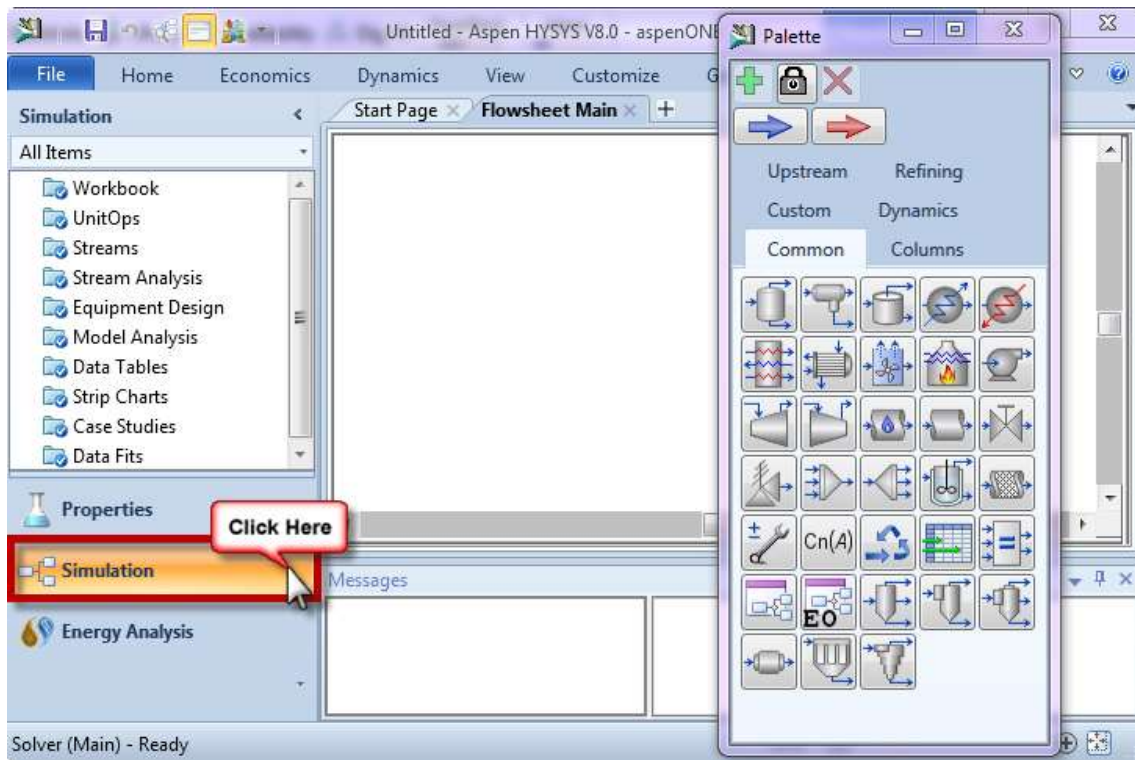 Untitled - Aspen HYSYS V8.0 - aspenONE
Palette
File Home Economics Dynamics View Customize G
Simulation
Start Page Flowsheet Main
All Items
Workbook
UnitOps
Streams
Stream Analysis
Equipment Design
Model Analysis
Data Tables
Strip Charts
Case Studies
Data Fits
Properties
Click Here
Simulation
Energy Analysis
Messages
Solver (Main) - Ready
Upstream Refining
Custom Dynamics
Common Columns
Cn(A)
EO